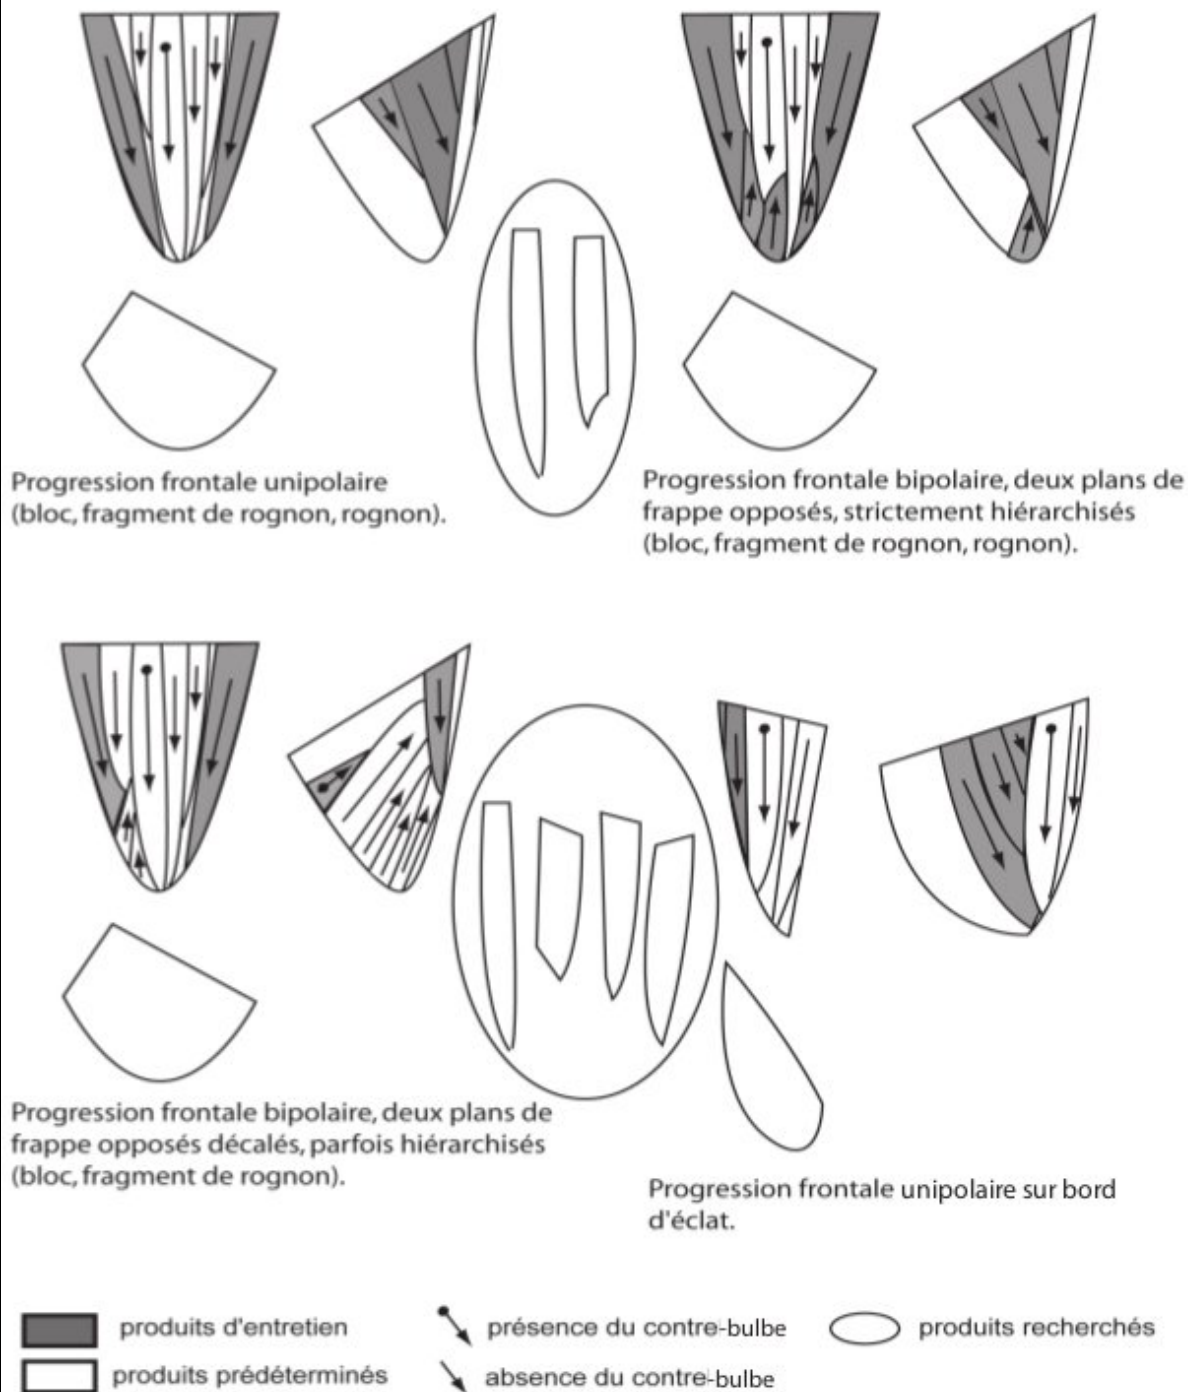 Progression frontale unipolaire
(bloc, fragment de rognon, rognon).
Progression frontale bipolaire, deux plans de
frappe opposés, strictement hiérarchisés
(bloc, fragment de rognon, rognon).
Progression frontale bipolaire, deux plans de
frappe opposés décalés, parfois hiérarchisés
(bloc, fragment de rognon).
Progression frontale unipolaire sur bord
d'éclat.
produits d'entretien
présence du contre-bulbe
produits recherchés
produits prédéterminés
absence du contre-bulbe